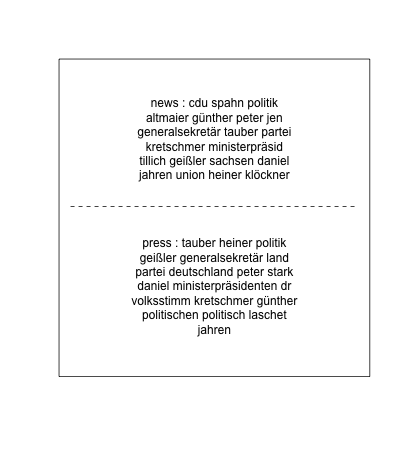 news : cdu spahn politik
altmaier günther peter jen
generalsekretär tauber partei
kretschmer ministerpräsid
tillich geißler sachsen daniel
jahren union heiner klöckner
press : tauber heiner politik
geißler generalsekretär land
partei deutschland peter stark
daniel ministerpräsidenten dr
volksstimm kretschmer günther
politischen politisch laschet
jahren